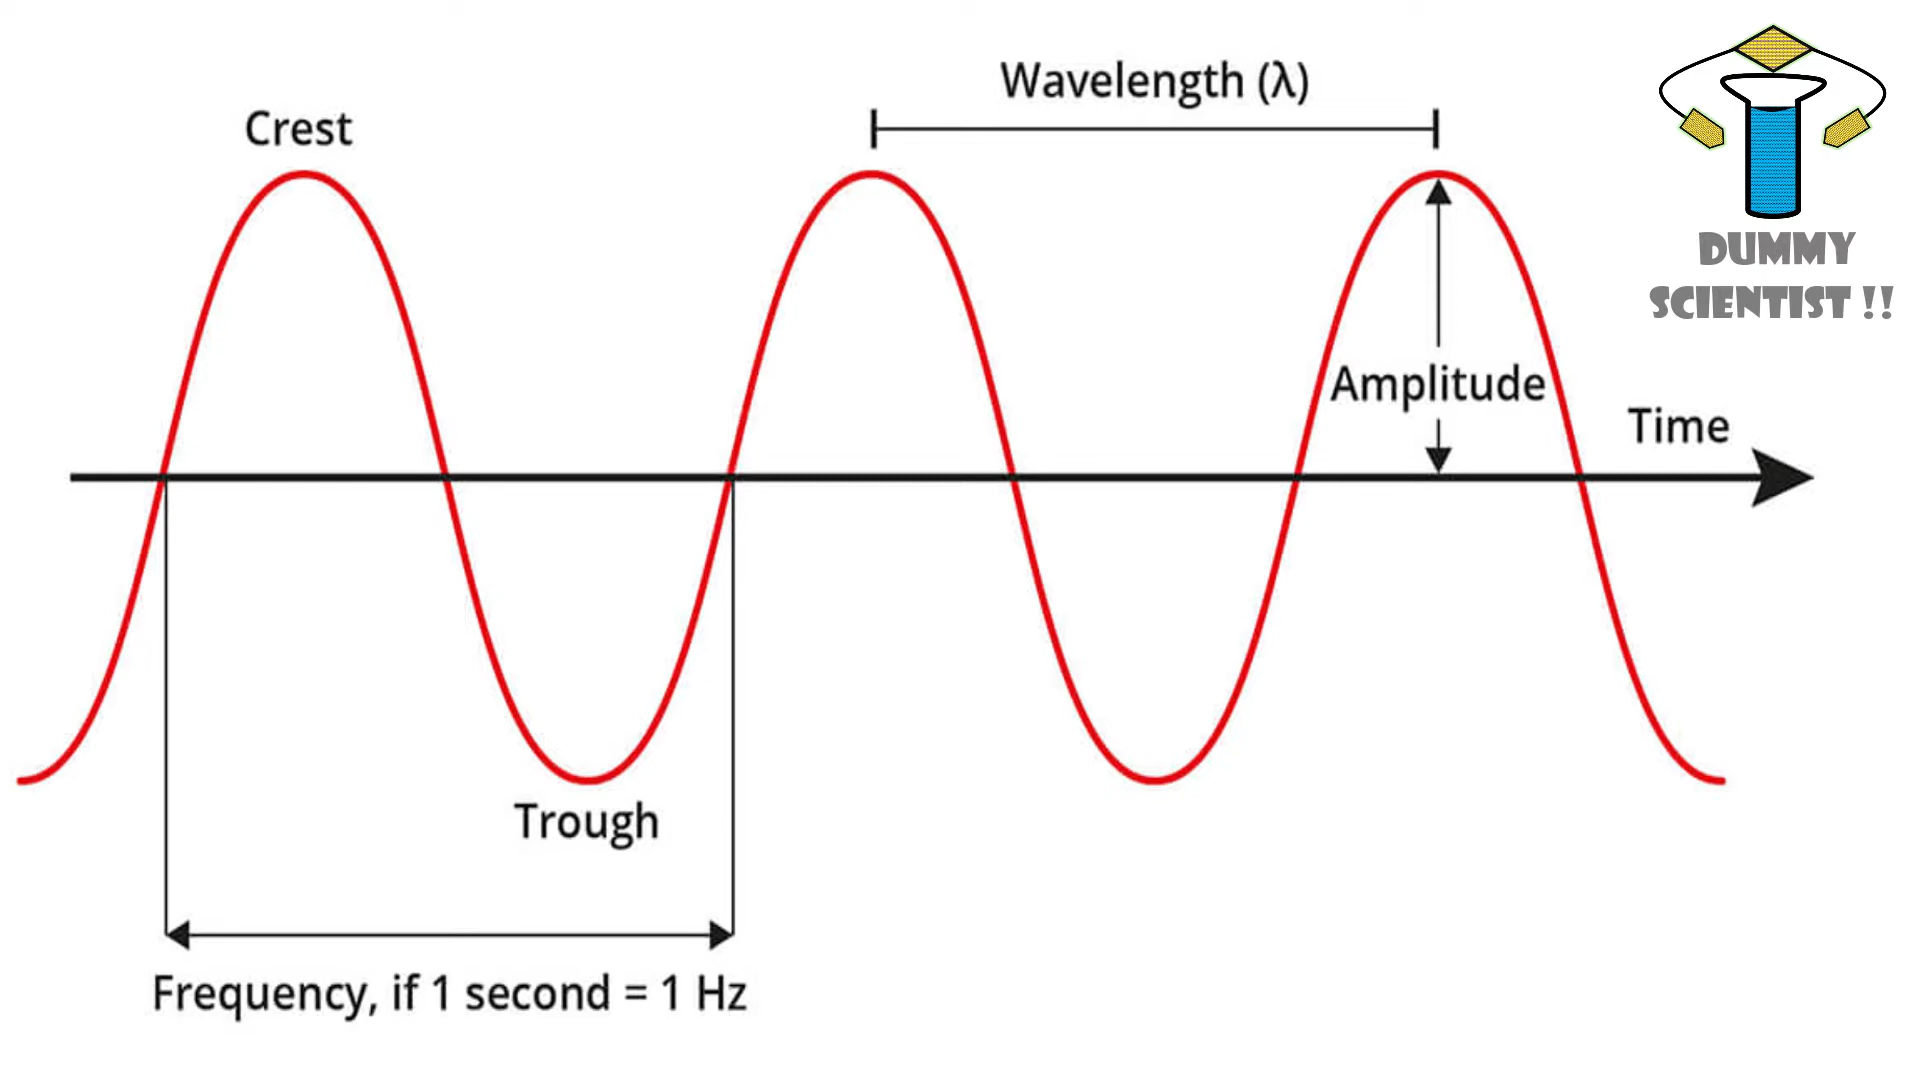 Wavelength (λ)
Crest
DUMMY
SCIENTIST !!
Amplitude
Time
Trough
Frequency, if 1 second = 1 Hz